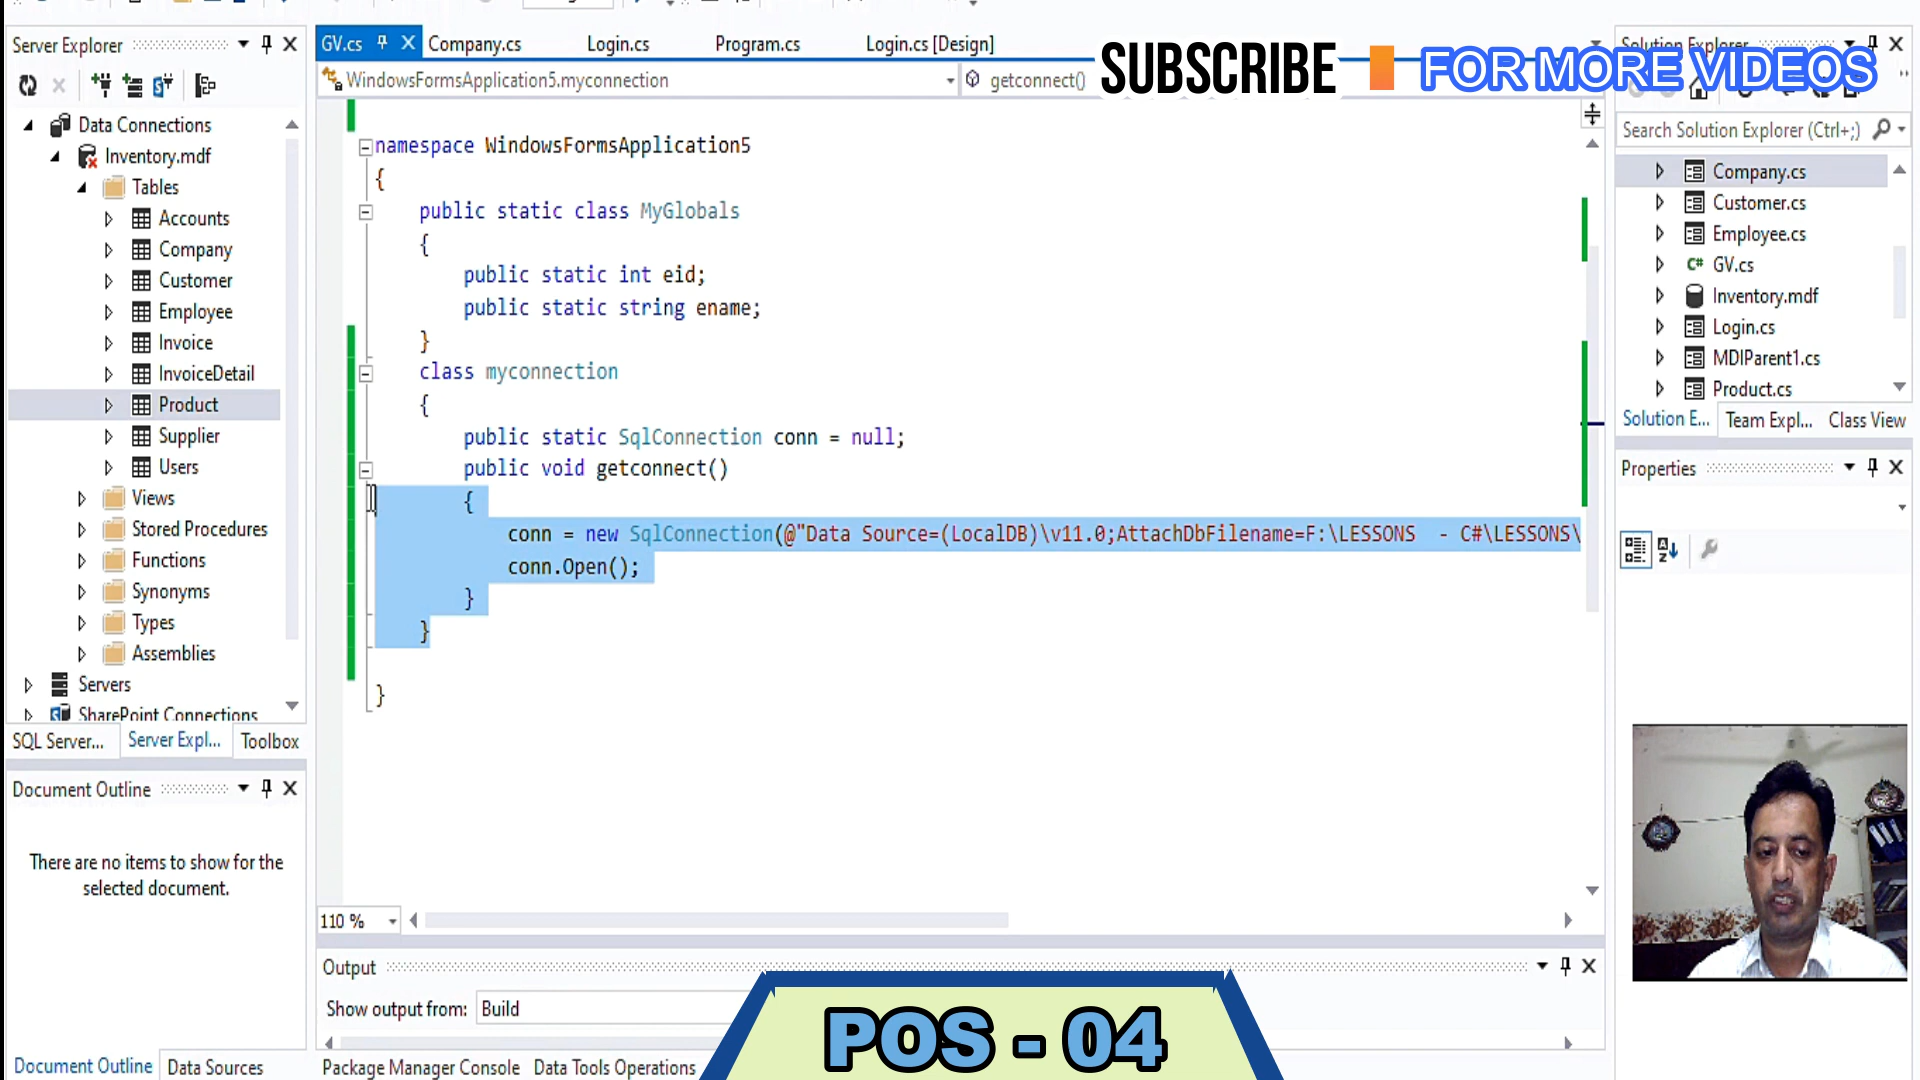 SUBSCRIBE FOR MORE VIDEOS
Server Explorer
Data Connections
Inventory.mdf
Tables
Accounts
Company
Customer
Employee
Invoice
InvoiceDetail
Product
Supplier
Users
Views
Stored Procedures
Functions
Synonyms
Types
Assemblies
Servers
SharePoint Connections
SQL Server... Server Expl... Toolbox
Document Outline
There are no items to show for the
selected document.
Document Outline Data Sources
GV.cs Company.cs Login.cs Program.cs Login.cs [Design]
WindowsFormsApplication5.myconnection getconnect()
namespace WindowsFormsApplication5
{
public static class MyGlobals
{
public static int eid;
public static string ename;
}
class myconnection
{
public static SqlConnection conn = null;
public void getconnect()
{
conn = new SqlConnection(@"Data Source=(LocalDB)\v11.0;AttachDbFilename=F:\LESSONS - C#\LESSONS\
conn.Open();
}
}
}
110 %
Output
Show output from: Build
Package Manager Console Data Tools Operations
POS - 04
Solution Explorer
Search Solution Explorer (Ctrl+;)
Company.cs
Customer.cs
Employee.cs
C# GV.cs
Inventory.mdf
Login.cs
MDIParent1.cs
Product.cs
Solution E... Team Expl... Class View
Properties